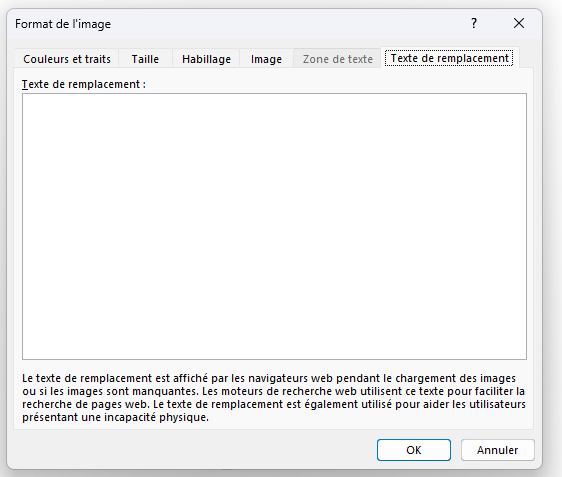 Format de l'image
?
Couleurs et traits Taille Habillage Image Zone de texte Texte de remplacement
Texte de remplacement :
Le texte de remplacement est affiché par les navigateurs web pendant le chargement des images
ou si les images sont manquantes. Les moteurs de recherche web utilisent ce texte pour faciliter la
recherche de pages web. Le texte de remplacement est également utilisé pour aider les utilisateurs
présentant une incapacité physique.
OK Annuler